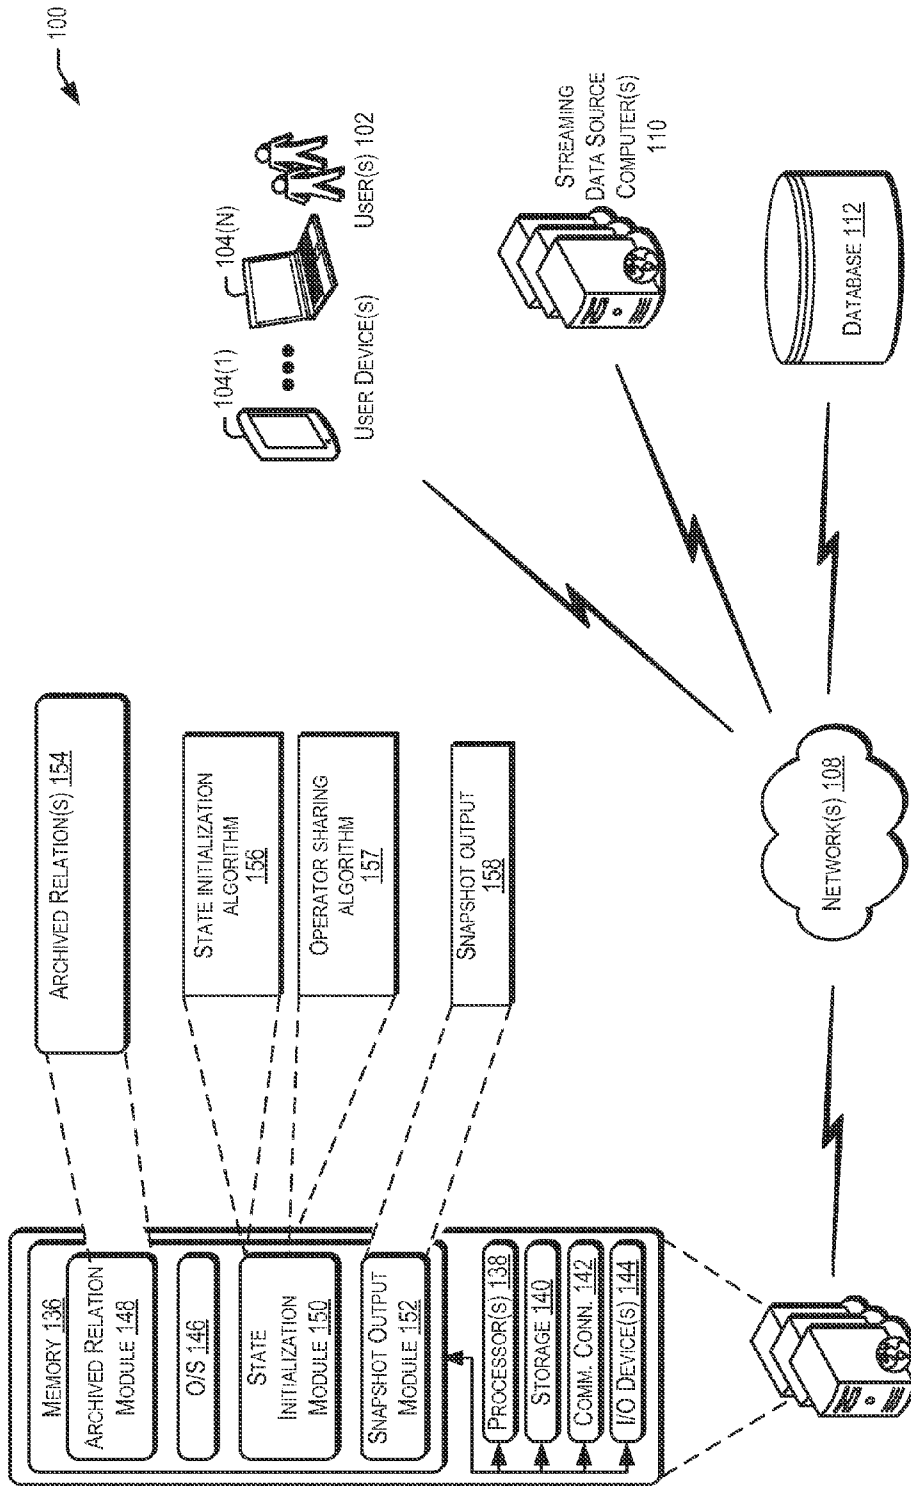 100
MEMORY 136
ARCHIVED RELATION
MODULE 148
O/S 146
STATE
INITIALIZATION
MODULE 150
SNAPSHOT OUTPUT
MODULE 152
PROCESSOR(S) 138
STORAGE 140
COMM. CONN. 142
I/O DEVICE(S) 144
ARCHIVED RELATION(S) 154
STATE INITIALIZATION
ALGORITHM
156
OPERATOR SHARING
ALGORITHM
157
SNAPSHOT OUTPUT
158
104(1)
104(N)
USER DEVICE(S)
USER(S) 102
STREAMING
DATA SOURCE
COMPUTER(S)
110
NETWORK(S) 108
DATABASE 112